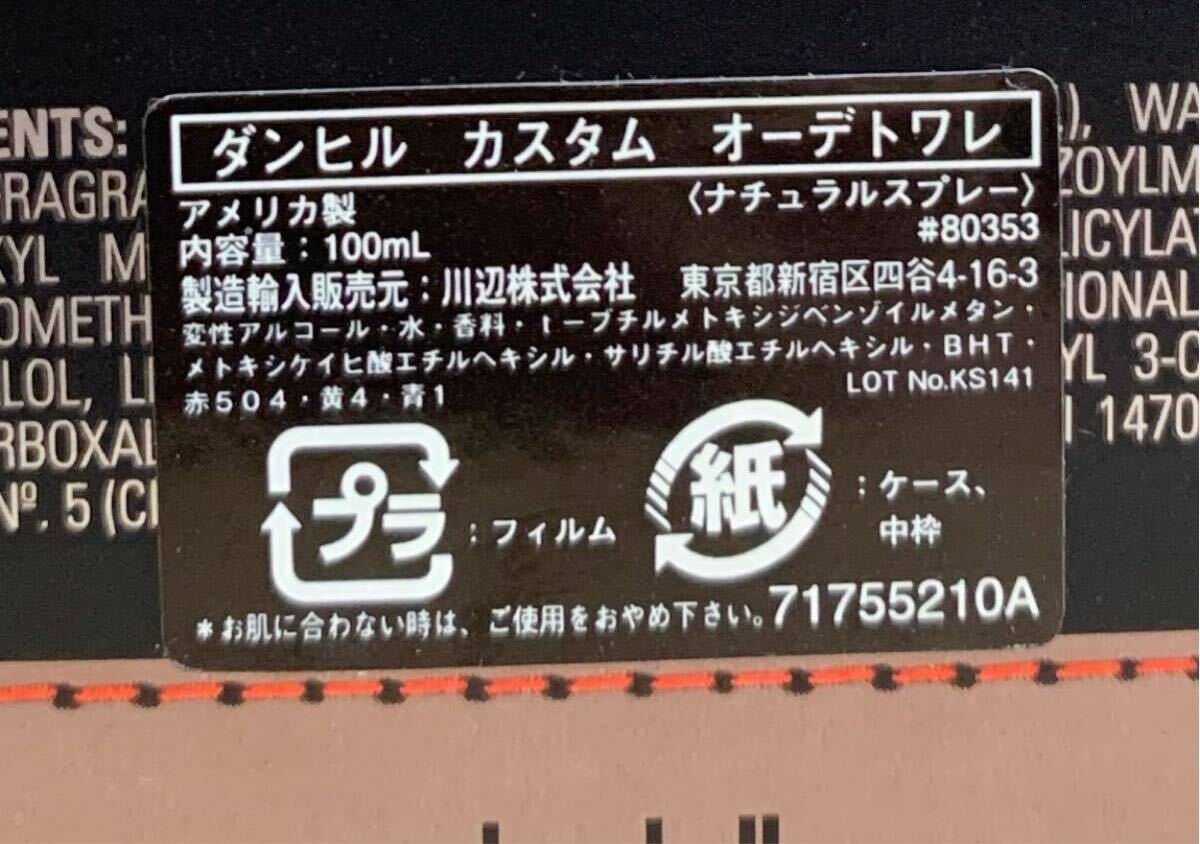 ENTS:
FRAGRA
XYL M
OMETH
LOL, LI
RBOXAL
Nº. 5 (CI
ダンヒル カスタム オーデトワレ
アメリカ製 〈ナチュラルスプレー〉
内容量：100mL #80353
製造輸入販売元：川辺株式会社 東京都新宿区四谷4-16-3
変性アルコール・水・香料・t-ブチルメトキシジベンゾイルメタン・
メトキシケイヒ酸エチルヘキシル・サリチル酸エチルヘキシル・BHT・
赤504・黄4・青1 LOT No.KS141
プラ：フィルム
紙：ケース、
中枠
71755210A
*お肌に合わない時は、ご使用をおやめ下さい。
), WA
ZOYLM
LICYLA
IONAL
YL 3-C
I 1470